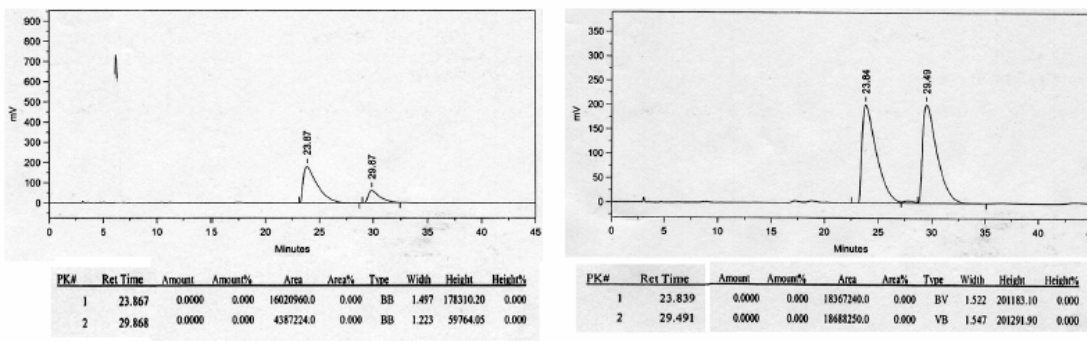 950
900
800
700
600
500
400
300
200
100
0
mV
23.87
29.87
0 5 10 15 20 25 30 35 40 45
Minutes
PK# Ret Time Amount Amount% Area Area% Type Width Height Height%
1 23.867 0.0000 0.0000 16020960.0 0.000 BB 1.497 178310.20 0.000
2 29.868 0.0000 0.0000 4387224.0 0.000 BB 1.223 59764.05 0.000
350
300
250
200
150
100
50
0
mV
23.84
29.49
0 5 10 15 20 25 30 35 40 45
Minutes
PK# Ret Time Amount Amount% Area Area% Type Width Height Height%
1 23.839 0.0000 0.0000 18367240.0 0.000 BV 1.522 201183.10 0.000
2 29.491 0.0000 0.0000 18688250.0 0.000 VB 1.547 201291.90 0.000